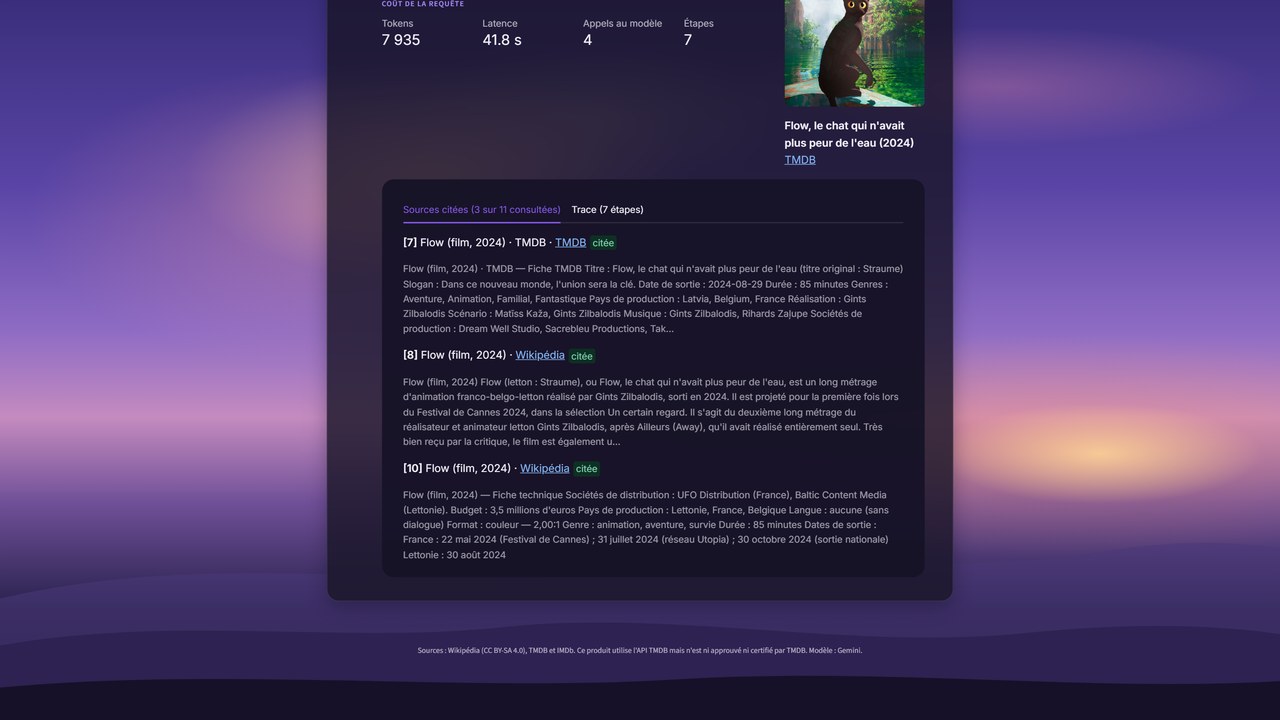 COÛT DE LA REQUÊTE
Tokens
7 935
Latence
41.8 s
Appels au modèle
4
Étapes
7
Flow, le chat qui n'avait
plus peur de l'eau (2024)
TMDB
Sources citées (3 sur 11 consultées)
Trace (7 étapes)
[7] Flow (film, 2024) · TMDB · TMDB citée
Flow (film, 2024) · TMDB — Fiche TMDB Titre : Flow, le chat qui n'avait plus peur de l'eau (titre original : Straume)
Slogan : Dans ce nouveau monde, l'union sera la clé. Date de sortie : 2024-08-29 Durée : 85 minutes Genres :
Aventure, Animation, Familial, Fantastique Pays de production : Latvia, Belgium, France Réalisation : Gints
Zilbalodis Scénario : Matīss Kaža, Gints Zilbalodis Musique : Gints Zilbalodis, Rihards Zaļupe Sociétés de
production : Dream Well Studio, Sacrebleu Productions, Tak...
[8] Flow (film, 2024) · Wikipédia citée
Flow (film, 2024) Flow (letton : Straume), ou Flow, le chat qui n'avait plus peur de l'eau, est un long métrage
d'animation franco-belgo-letton réalisé par Gints Zilbalodis, sorti en 2024. Il est projeté pour la première fois lors
du Festival de Cannes 2024, dans la sélection Un certain regard. Il s'agit du deuxième long métrage du
réalisateur et animateur letton Gints Zilbalodis, après Ailleurs (Away), qu'il avait réalisé entièrement seul. Très
bien reçu par la critique, le film est également u...
[10] Flow (film, 2024) · Wikipédia citée
Flow (film, 2024) — Fiche technique Sociétés de distribution : UFO Distribution (France), Baltic Content Media
(Lettonie). Budget : 3,5 millions d'euros Pays de production : Lettonie, France, Belgique Langue : aucune (sans
dialogue) Format : couleur — 2,00:1 Genre : animation, aventure, survie Durée : 85 minutes Dates de sortie :
France : 22 mai 2024 (Festival de Cannes) ; 31 juillet 2024 (réseau Utopia) ; 30 octobre 2024 (sortie nationale)
Lettonie : 30 août 2024
Sources : Wikipédia (CC BY-SA 4.0), TMDB et IMDb. Ce produit utilise l'API TMDB mais n'est ni approuvé ni certifié par TMDB. Modèle : Gemini.